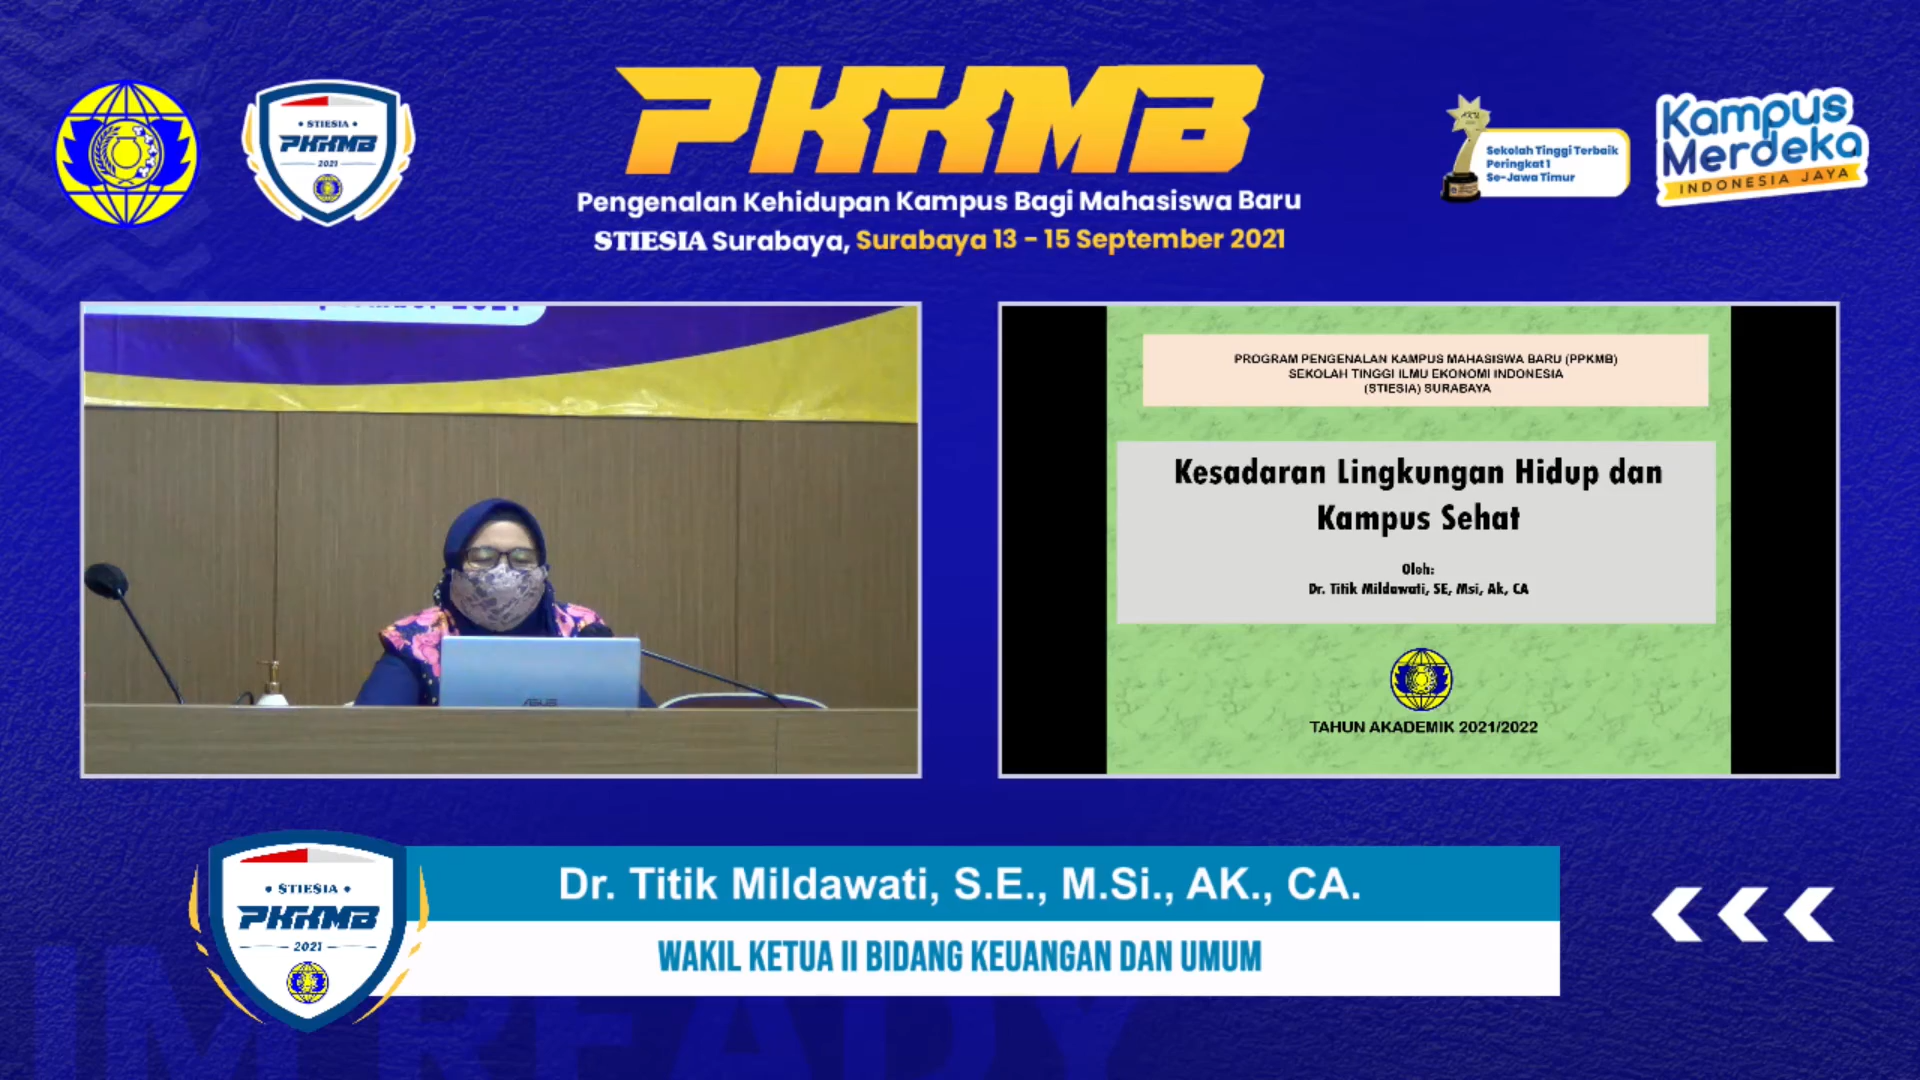 PKKMB
Pengenalan Kehidupan Kampus Bagi Mahasiswa Baru
STIESIA Surabaya, Surabaya 13 - 15 September 2021
• STIESIA •
PKKMB
2021
Sekolah Tinggi Terbaik
Peringkat 1
Se-Jawa Timur
Kampus
Merdeka
INDONESIA JAYA
PROGRAM PENGENALAN KAMPUS MAHASISWA BARU (PPKMB)
SEKOLAH TINGGI ILMU EKONOMI INDONESIA
(STIESIA) SURABAYA
Kesadaran Lingkungan Hidup dan
Kampus Sehat
Oleh:
Dr. Titik Mildawati, SE, Msi, Ak, CA
TAHUN AKADEMIK 2021/2022
ASUS
• STIESIA •
PKKMB
2021
Dr. Titik Mildawati, S.E., M.Si., AK., CA.
WAKIL KETUA II BIDANG KEUANGAN DAN UMUM
IM READY